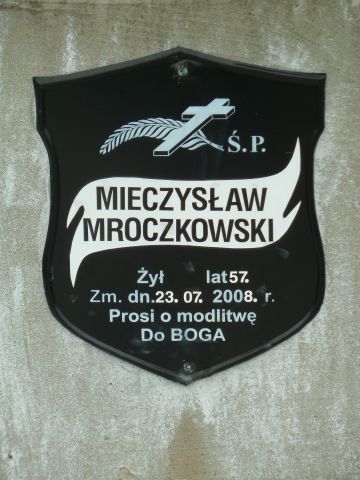 Ś.P.
MIECZYSŁAW
MROCZKOWSKI
Żył lat 57.
Zm. dn. 23. 07. 2008. r.
Prosi o modlitwę
Do BOGA